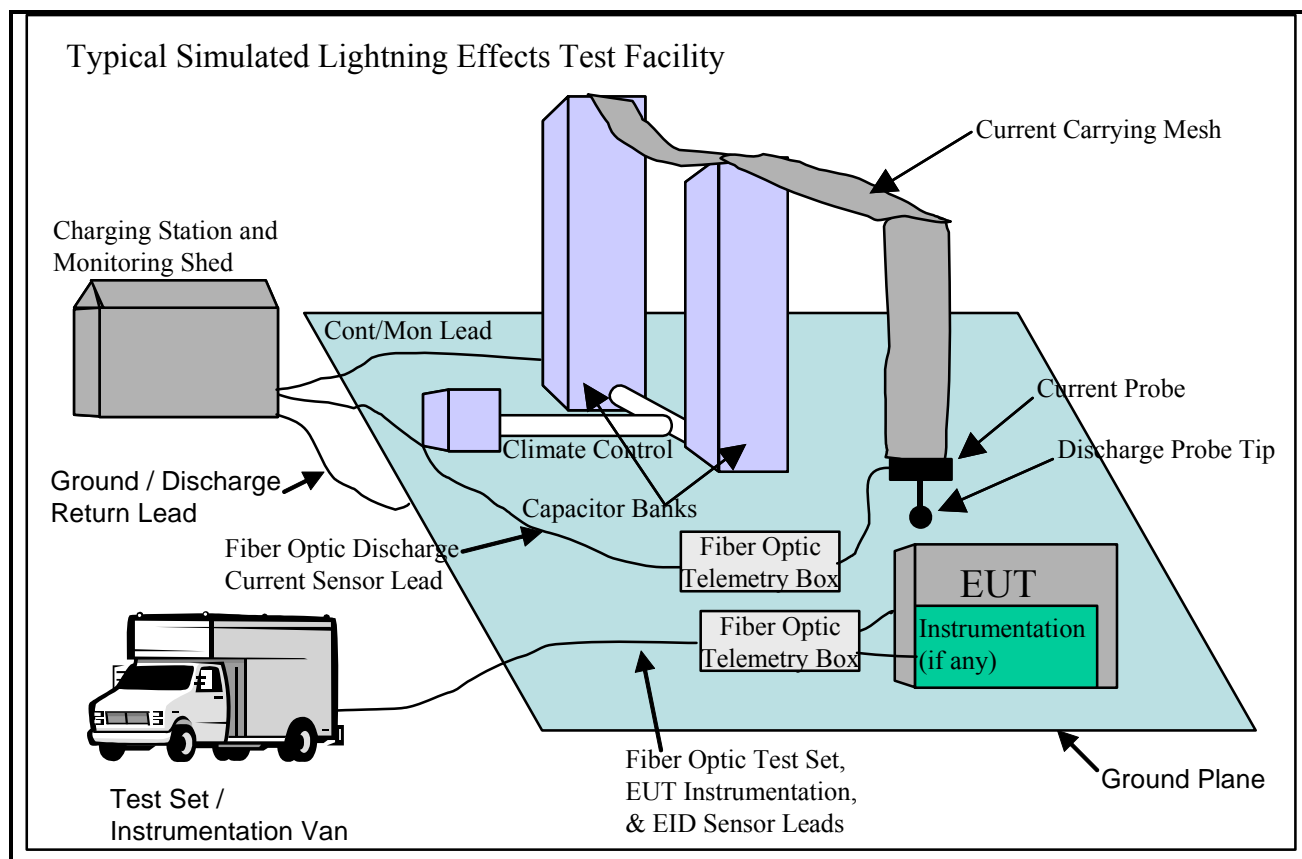 Typical Simulated Lightning Effects Test Facility
Current Carrying Mesh
Charging Station and
Monitoring Shed
Cont/Mon Lead
Current Probe
Climate Control
Discharge Probe Tip
Ground / Discharge
Return Lead
Capacitor Banks
Fiber Optic Discharge
Current Sensor Lead
Fiber Optic
Telemetry Box
EUT
Fiber Optic
Telemetry Box
Instrumentation
(if any)
Fiber Optic Test Set,
EUT Instrumentation,
& EID Sensor Leads
Ground Plane
Test Set /
Instrumentation Van